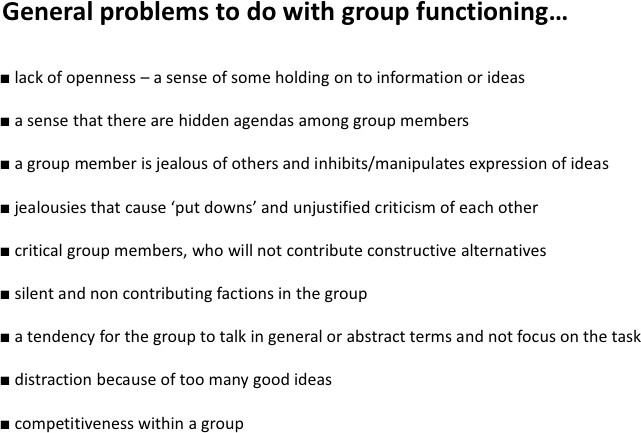 General problems to do with group functioning…
■ lack of openness – a sense of some holding on to information or ideas
■ a sense that there are hidden agendas among group members
■ a group member is jealous of others and inhibits/manipulates expression of ideas
■ jealousies that cause ‘put downs’ and unjustified criticism of each other
■ critical group members, who will not contribute constructive alternatives
■ silent and non contributing factions in the group
■ a tendency for the group to talk in general or abstract terms and not focus on the task
■ distraction because of too many good ideas
■ competitiveness within a group